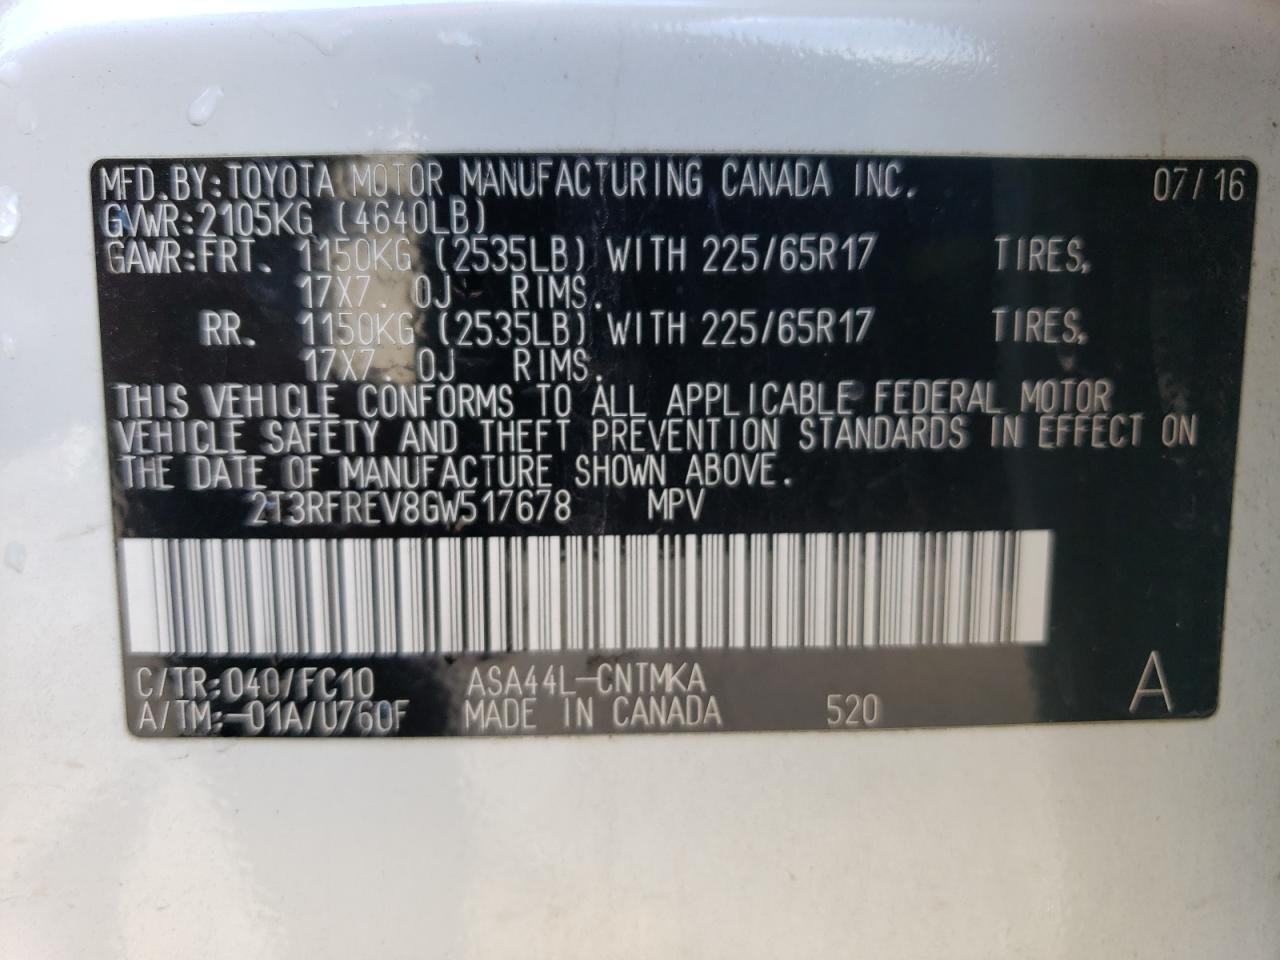 MFD.BY:TOYOTA MOTOR MANUFACTURING CANADA INC. 07/16
GVWR:2105KG (4640LB)
GAWR:FRT. 1150KG (2535LB) WITH 225/65R17 TIRES,
17X7.0J RIMS.
RR. 1150KG (2535LB) WITH 225/65R17 TIRES,
17X7.0J RIMS.
THIS VEHICLE CONFORMS TO ALL APPLICABLE FEDERAL MOTOR
VEHICLE SAFETY AND THEFT PREVENTION STANDARDS IN EFFECT ON
THE DATE OF MANUFACTURE SHOWN ABOVE.
2T3RFREV8GW517678 MPV
C/TR:040/FC10 ASA44L-CNTMKA A
A/TM:-01A/U760F MADE IN CANADA 520